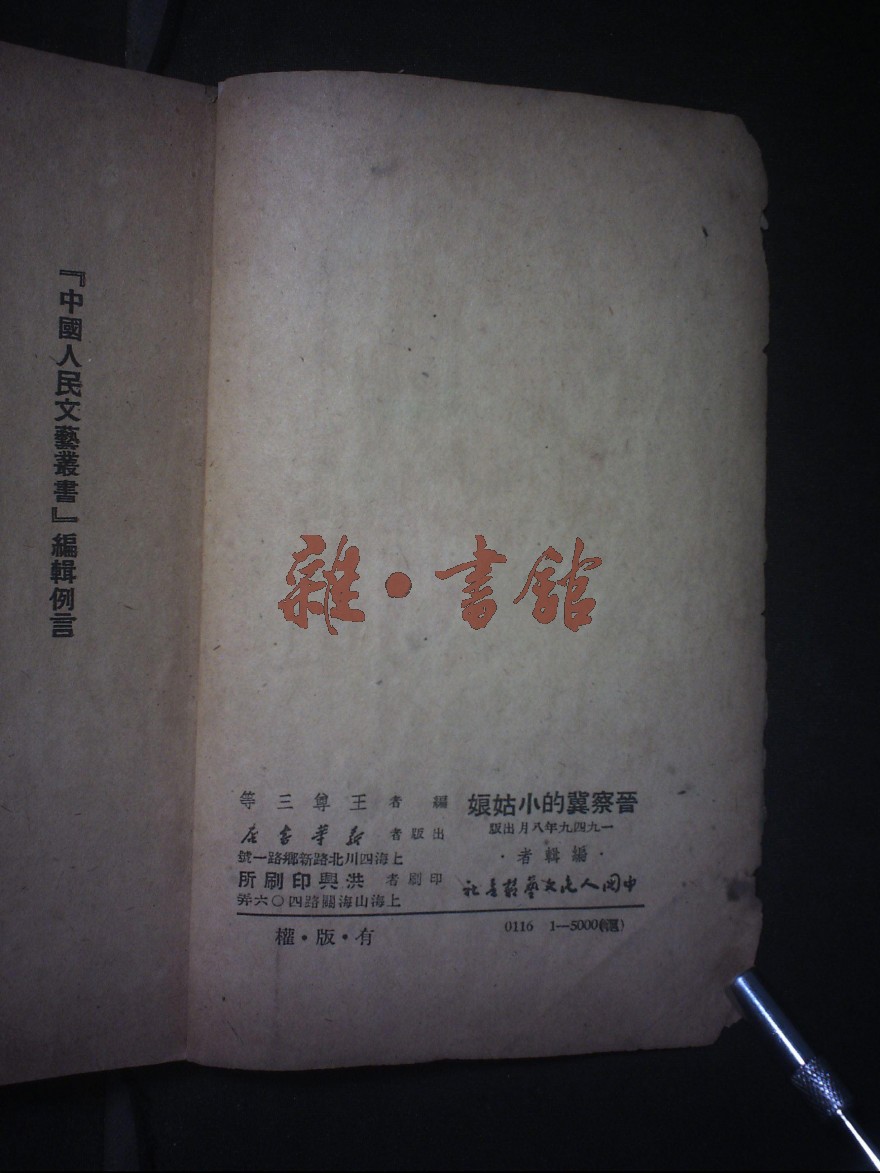 『中國人民文藝叢書』編輯例言
雜·書館
晉察冀的小姑娘
一九四九年八月出版
·編輯者·
中国人民文藝叢書社
0116 1—5000
編者 王尊三等
出版者 新華書店
上海四川北路新鄉路一號
印刷者 洪興印刷所
上海山海關路四〇六弄
有·版·權